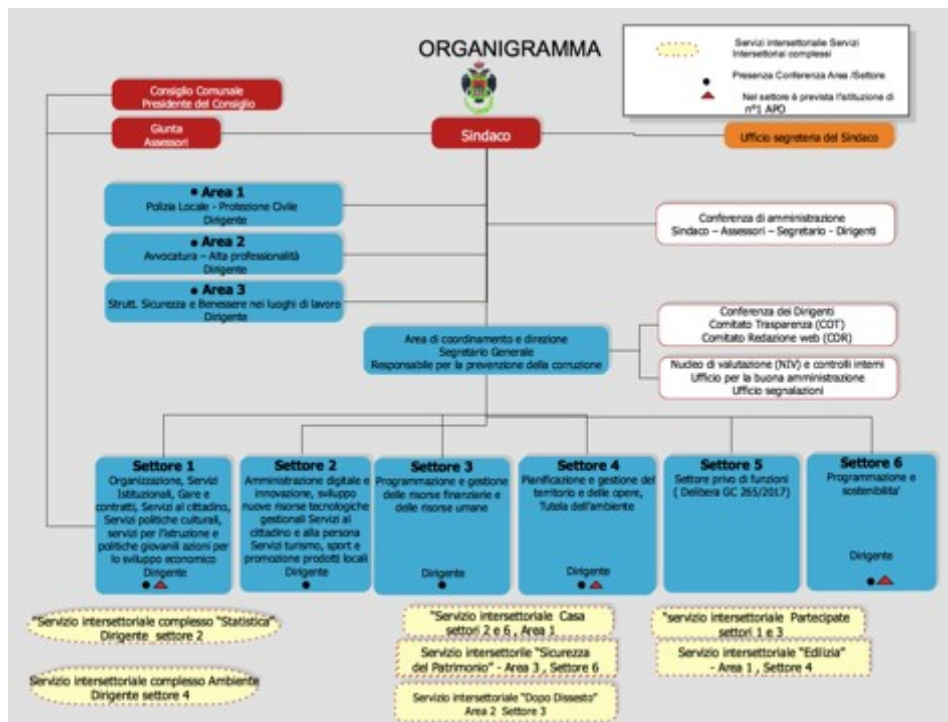 ORGANIGRAMMA
Servizi intersettorialie Servizi
Intersettoriai complessi
Presenza Conferenza Area /Settore
Nel settore è prevista l'istituzione di
n°1 APO
Consiglio Comunale
Presidente del Consiglio
Giunta
Assessori
Sindaco
Ufficio segreteria del Sindaco
• Area 1
Polizia Locale - Protezione Civile
Dirigente
• Area 2
Avvocatura – Alta professionalità
Dirigente
• Area 3
Strutt. Sicurezza e Benessere nei luoghi di lavoro
Dirigente
Conferenza di amministrazione
Sindaco – Assessori – Segretario - Dirigenti
Area di coordinamento e direzione
Segretario Generale
Responsabile per la prevenzione della corruzione
Conferenza dei Dirigenti
Comitato Trasparenza (COT)
Comitato Redazione web (COR)
Nucleo di valutazione (NIV) e controlli interni
Ufficio per la buona amministrazione
Ufficio segnalazioni
Settore 1
Organizzazione, Servizi
Istituzionali, Gare e
contratti, Servizi al cittadino,
Servizi politiche culturali,
servizi per l'istruzione e
politiche giovanili azioni per
lo sviluppo economico
Dirigente
Settore 2
Amministrazione digitale e
innovazione, sviluppo
nuove risorse tecnologiche
gestionali Servizi al
cittadino e alla persona
Servizi turismo, sport e
promozione prodotti locali
Dirigente
Settore 3
Programmazione e gestione
delle risorse finanziarie e
delle risorse umane
Dirigente
Settore 4
Pianificazione e gestione del
territorio e delle opere,
Tutela dell'ambiente
Dirigente
Settore 5
Settore privo di funzioni
( Delibera GC 265/2017)
Settore 6
Programmazione e
sostenibilita'
Dirigente
"Servizio intersettoriale complesso "Statistica"
Dirigente settore 2
Servizio intersettoriale complesso Ambiente
Dirigente settore 4
"Servizio intersettoriale Casa
settori 2 e 6 , Area 1
Servizio intersettorile "Sicurezza
del Patrimonio" - Area 3 , Settore 6
Servizio intersettoriale "Dopo Dissesto"
Area 2 Settore 3
"servizio intersettoriale Partecipate
settori 1 e 3
Servizio intersettoriale "Edilizia"
- Area 1 , Settore 4